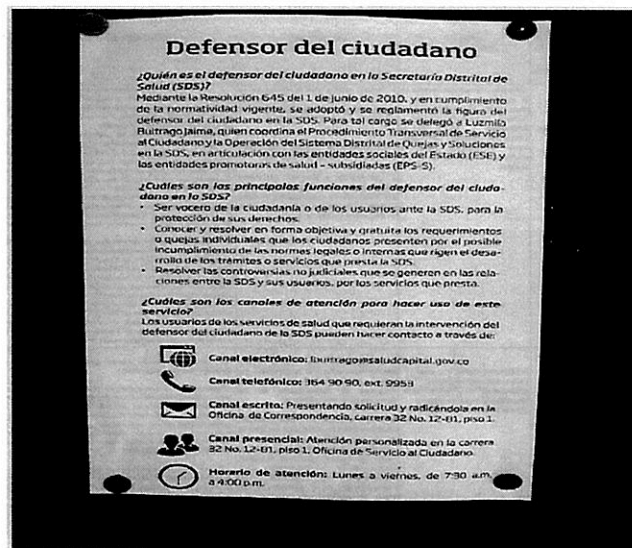 Defensor del ciudadano
¿Quién es el defensor del ciudadano en la Secretaría Distrital de
Salud (SDS)?
Mediante la Resolución 645 del 1 de junio de 2010, y en cumplimiento
de la normatividad vigente, se adoptó y se reglamentó la figura del
defensor del ciudadano en la SDS. Para tal cargo se delegó a Luzmila
Buitrago Jaime, quien coordina el Procedimiento Transversal de Servicio
al Ciudadano y la Operación del Sistema Distrital de Quejas y Soluciones
en la SDS, en articulación con las entidades sociales del Estado (ESE) y
las entidades promotoras de salud – subsidiadas (EPS-S).
¿Cuáles son las principales funciones del defensor del ciuda-
dano en la SDS?
• Ser vocero de la ciudadanía o de los usuarios ante la SDS, para la
protección de sus derechos.
• Conocer y resolver en forma objetiva y gratuita los requerimientos
o quejas individuales que los ciudadanos presenten por el posible
incumplimiento de las normas legales o internas que rigen el desa-
rrollo de los trámites o servicios que presta la SDS.
• Resolver las controversias no judiciales que se generen en las rela-
ciones entre la SDS y sus usuarios, por los servicios que presta.
¿Cuáles son los canales de atención para hacer uso de este
servicio?
Los usuarios de los servicios de salud que requieran la intervención del
defensor del ciudadano de la SDS pueden hacer contacto a través de:
Canal electrónico:
Canal telefónico: 364 90 90, ext. 9953
Canal escrito: Presentando solicitud y radicándola en la
Oficina de Correspondencia, carrera 32 No. 12-81, piso 1.
Canal presencial: Atención personalizada en la carrera
32 No. 12-81, piso 1, Oficina de Servicio al Ciudadano.
Horario de atención: Lunes a viernes, de 7:30 a.m.
a 4:00 p.m.